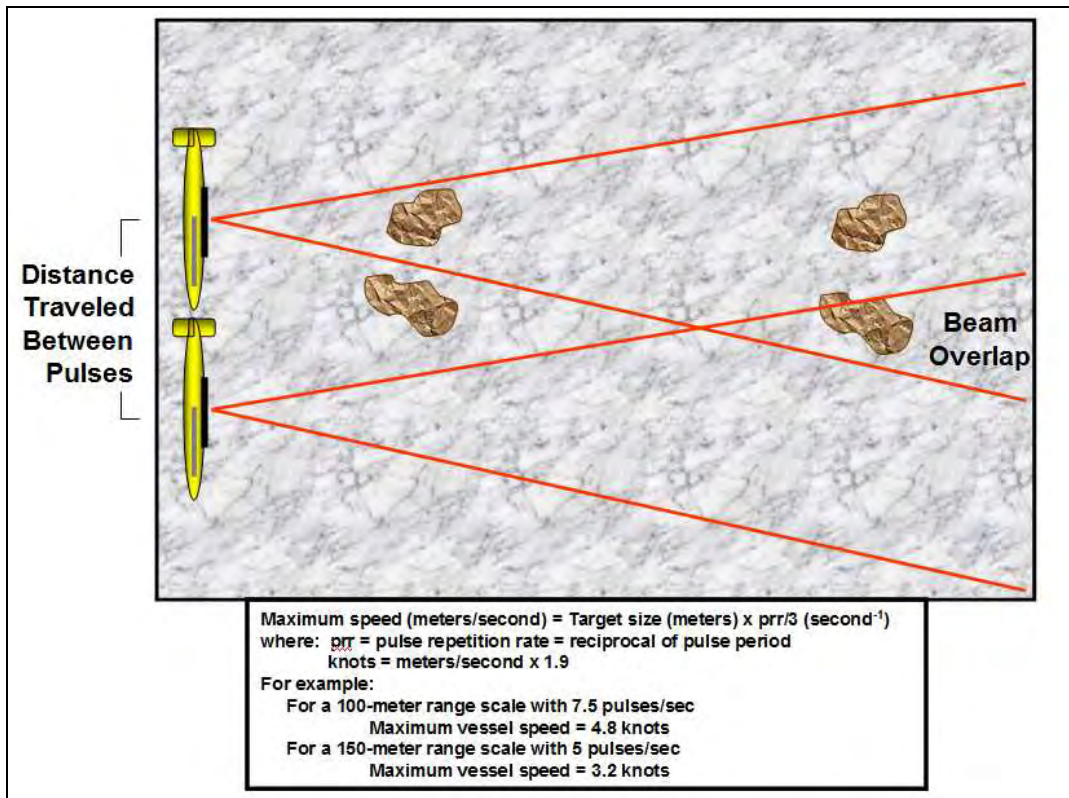 Distance
Traveled
Between
Pulses
Beam
Overlap
Maximum speed (meters/second) = Target size (meters) x prr/3 (second⁻¹)
where: prr = pulse repetition rate = reciprocal of pulse period
knots = meters/second x 1.9
For example:
For a 100-meter range scale with 7.5 pulses/sec
Maximum vessel speed = 4.8 knots
For a 150-meter range scale with 5 pulses/sec
Maximum vessel speed = 3.2 knots